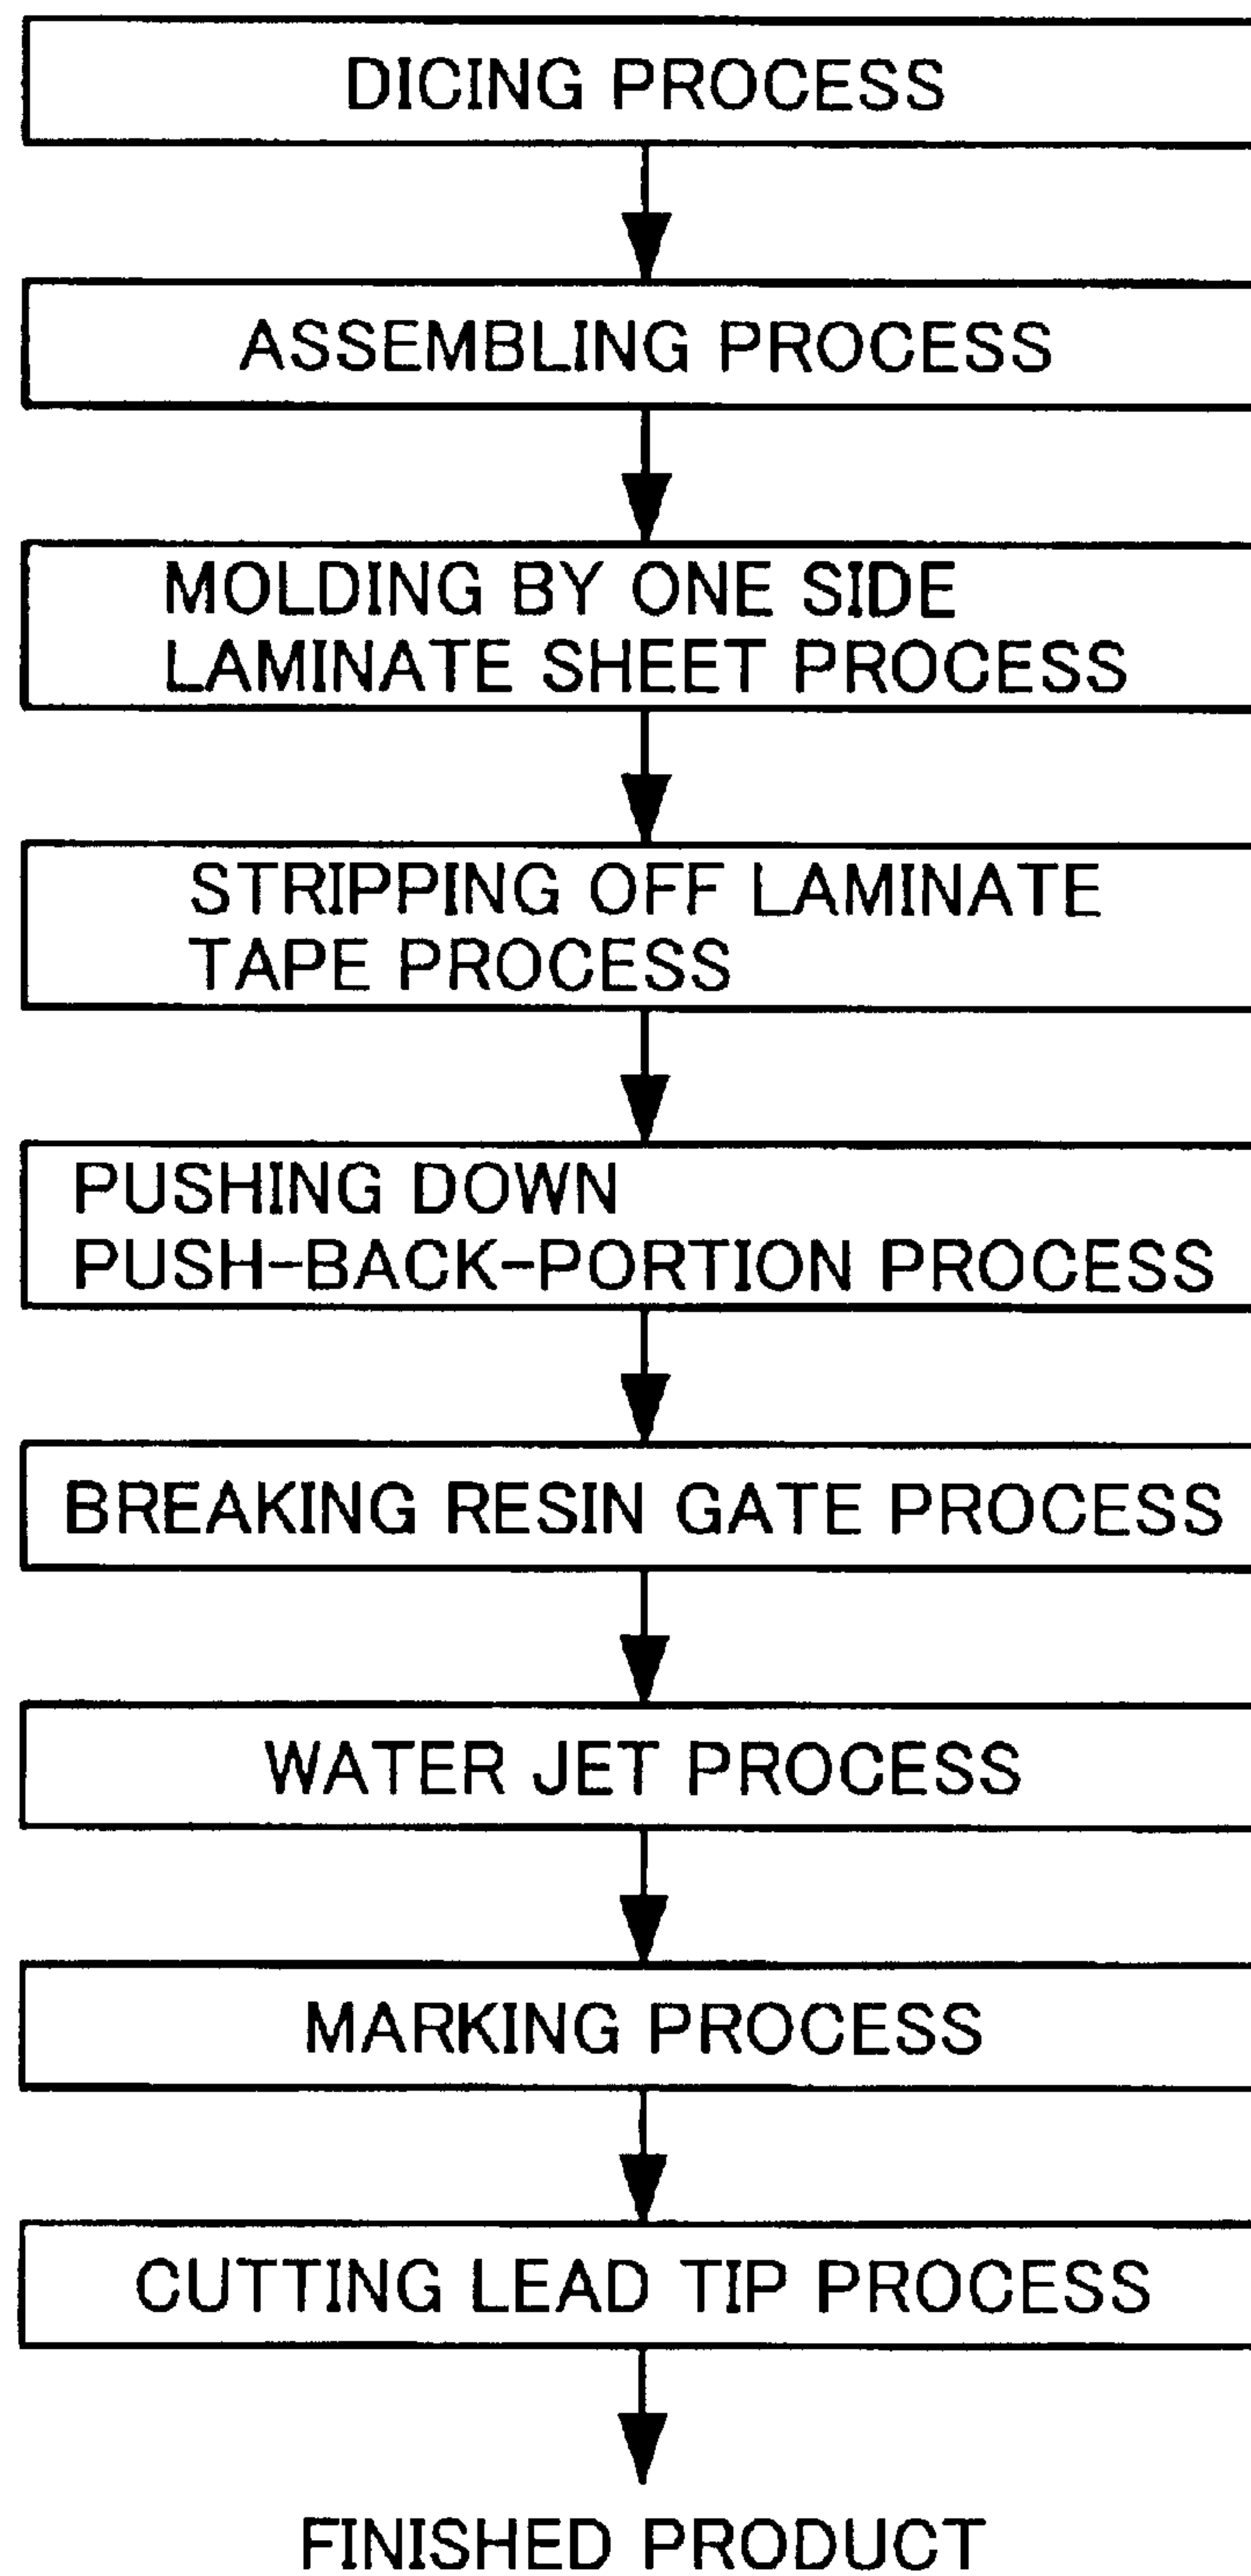 DICING PROCESS
ASSEMBLING PROCESS
MOLDING BY ONE SIDE
LAMINATE SHEET PROCESS
STRIPPING OFF LAMINATE
TAPE PROCESS
PUSHING DOWN
PUSH-BACK-PORTION PROCESS
BREAKING RESIN GATE PROCESS
WATER JET PROCESS
MARKING PROCESS
CUTTING LEAD TIP PROCESS
FINISHED PRODUCT